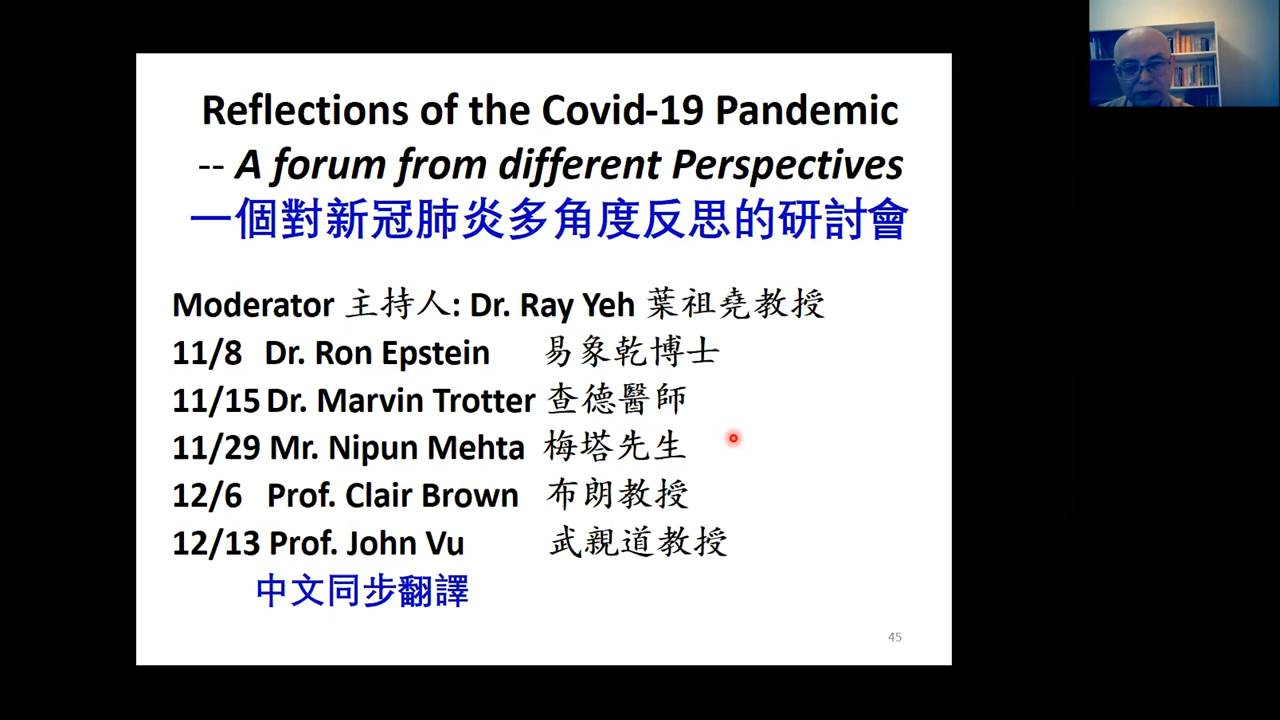 Reflections of the Covid-19 Pandemic
-- A forum from different Perspectives
一個對新冠肺炎多角度反思的研討會
Moderator 主持人: Dr. Ray Yeh 葉祖堯教授
11/8 Dr. Ron Epstein 易象乾博士
11/15 Dr. Marvin Trotter 查德醫師
11/29 Mr. Nipun Mehta 梅塔先生
12/6 Prof. Clair Brown 布朗教授
12/13 Prof. John Vu 武親道教授
中文同步翻譯
45